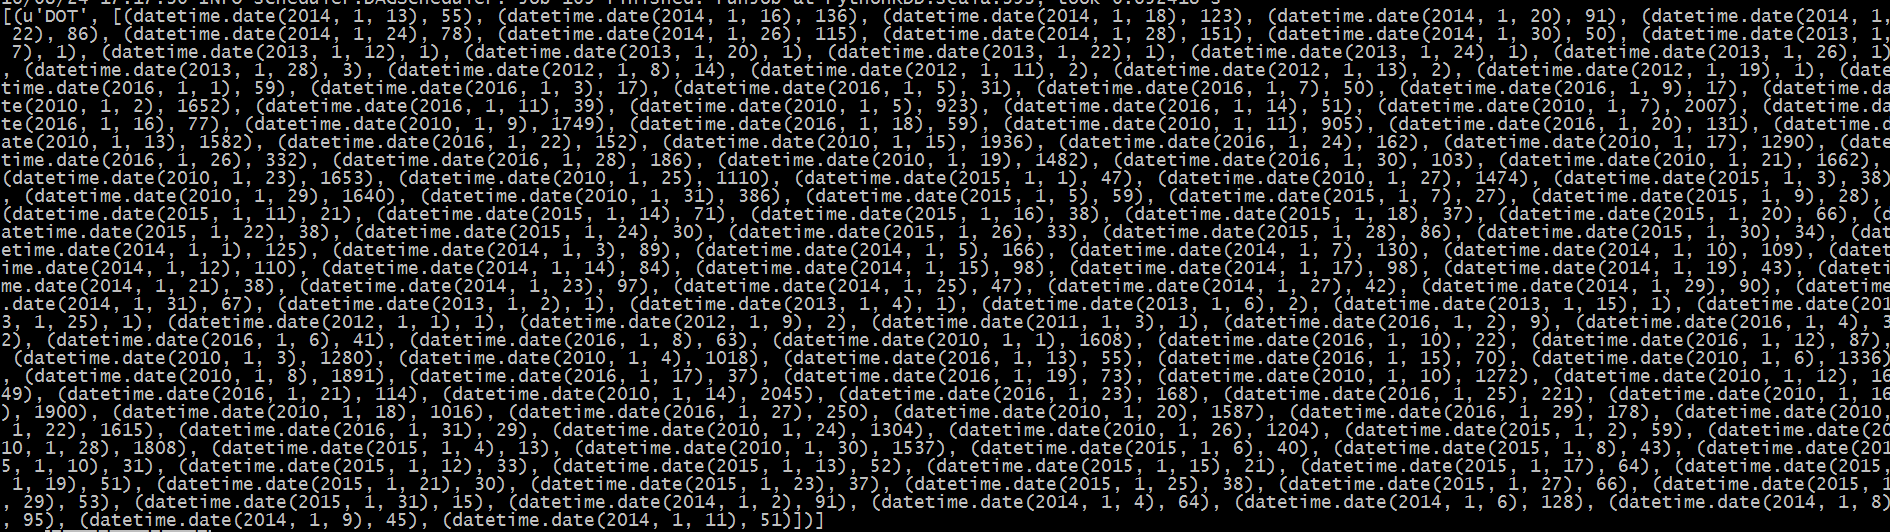 [(u'DOT', [(datetime.date(2014, 1, 13), 55), (datetime.date(2014, 1, 16), 136), (datetime.date(2014, 1, 18), 123), (datetime.date(2014, 1, 20), 91), (datetime.date(2014, 1,
22), 86), (datetime.date(2014, 1, 24), 78), (datetime.date(2014, 1, 26), 115), (datetime.date(2014, 1, 28), 151), (datetime.date(2014, 1, 30), 50), (datetime.date(2013, 1,
7), 1), (datetime.date(2013, 1, 12), 1), (datetime.date(2013, 1, 20), 1), (datetime.date(2013, 1, 22), 1), (datetime.date(2013, 1, 24), 1), (datetime.date(2013, 1, 26), 1)
, (datetime.date(2013, 1, 28), 3), (datetime.date(2012, 1, 8), 14), (datetime.date(2012, 1, 11), 2), (datetime.date(2012, 1, 13), 2), (datetime.date(2012, 1, 19), 1), (date
time.date(2016, 1, 1), 59), (datetime.date(2016, 1, 3), 17), (datetime.date(2016, 1, 5), 31), (datetime.date(2016, 1, 7), 50), (datetime.date(2016, 1, 9), 17), (datetime.da
te(2010, 1, 2), 1652), (datetime.date(2016, 1, 11), 39), (datetime.date(2010, 1, 5), 923), (datetime.date(2016, 1, 14), 51), (datetime.date(2010, 1, 7), 2007), (datetime.da
te(2016, 1, 16), 77), (datetime.date(2010, 1, 9), 1749), (datetime.date(2016, 1, 18), 59), (datetime.date(2010, 1, 11), 905), (datetime.date(2016, 1, 20), 131), (datetime.d
ate(2010, 1, 13), 1582), (datetime.date(2016, 1, 22), 152), (datetime.date(2010, 1, 15), 1936), (datetime.date(2016, 1, 24), 162), (datetime.date(2010, 1, 17), 1290), (date
time.date(2016, 1, 26), 332), (datetime.date(2016, 1, 28), 186), (datetime.date(2010, 1, 19), 1482), (datetime.date(2016, 1, 30), 103), (datetime.date(2010, 1, 21), 1662),
(datetime.date(2010, 1, 23), 1653), (datetime.date(2010, 1, 25), 1110), (datetime.date(2015, 1, 1), 47), (datetime.date(2010, 1, 27), 1474), (datetime.date(2015, 1, 3), 38)
, (datetime.date(2010, 1, 29), 1640), (datetime.date(2010, 1, 31), 386), (datetime.date(2015, 1, 5), 59), (datetime.date(2015, 1, 7), 27), (datetime.date(2015, 1, 9), 28),
(datetime.date(2015, 1, 11), 21), (datetime.date(2015, 1, 14), 71), (datetime.date(2015, 1, 16), 38), (datetime.date(2015, 1, 18), 37), (datetime.date(2015, 1, 20), 66), (d
atetime.date(2015, 1, 22), 38), (datetime.date(2015, 1, 24), 30), (datetime.date(2015, 1, 26), 33), (datetime.date(2015, 1, 28), 86), (datetime.date(2015, 1, 30), 34), (dat
etime.date(2014, 1, 1), 125), (datetime.date(2014, 1, 3), 89), (datetime.date(2014, 1, 5), 166), (datetime.date(2014, 1, 7), 130), (datetime.date(2014, 1, 10), 109), (datet
ime.date(2014, 1, 12), 110), (datetime.date(2014, 1, 14), 84), (datetime.date(2014, 1, 15), 98), (datetime.date(2014, 1, 17), 98), (datetime.date(2014, 1, 19), 43), (dateti
me.date(2014, 1, 21), 38), (datetime.date(2014, 1, 23), 97), (datetime.date(2014, 1, 25), 47), (datetime.date(2014, 1, 27), 42), (datetime.date(2014, 1, 29), 90), (datetime
.date(2014, 1, 31), 67), (datetime.date(2013, 1, 2), 1), (datetime.date(2013, 1, 4), 1), (datetime.date(2013, 1, 6), 2), (datetime.date(2013, 1, 15), 1), (datetime.date(201
3, 1, 25), 1), (datetime.date(2012, 1, 1), 1), (datetime.date(2012, 1, 9), 2), (datetime.date(2011, 1, 3), 1), (datetime.date(2016, 1, 2), 9), (datetime.date(2016, 1, 4), 3
2), (datetime.date(2016, 1, 6), 41), (datetime.date(2016, 1, 8), 63), (datetime.date(2010, 1, 1), 1608), (datetime.date(2016, 1, 10), 22), (datetime.date(2016, 1, 12), 87),
(datetime.date(2010, 1, 3), 1280), (datetime.date(2010, 1, 4), 1018), (datetime.date(2016, 1, 13), 55), (datetime.date(2016, 1, 15), 70), (datetime.date(2010, 1, 6), 1336)
, (datetime.date(2010, 1, 8), 1891), (datetime.date(2016, 1, 17), 37), (datetime.date(2016, 1, 19), 73), (datetime.date(2010, 1, 10), 1272), (datetime.date(2010, 1, 12), 16
49), (datetime.date(2016, 1, 21), 114), (datetime.date(2010, 1, 14), 2045), (datetime.date(2016, 1, 23), 168), (datetime.date(2016, 1, 25), 221), (datetime.date(2010, 1, 16
), 1900), (datetime.date(2010, 1, 18), 1016), (datetime.date(2016, 1, 27), 250), (datetime.date(2010, 1, 20), 1587), (datetime.date(2016, 1, 29), 178), (datetime.date(2010,
1, 22), 1615), (datetime.date(2016, 1, 31), 29), (datetime.date(2010, 1, 24), 1304), (datetime.date(2010, 1, 26), 1204), (datetime.date(2015, 1, 2), 59), (datetime.date(20
10, 1, 28), 1808), (datetime.date(2015, 1, 4), 13), (datetime.date(2010, 1, 30), 1537), (datetime.date(2015, 1, 6), 40), (datetime.date(2015, 1, 8), 43), (datetime.date(201
5, 1, 10), 31), (datetime.date(2015, 1, 12), 33), (datetime.date(2015, 1, 13), 52), (datetime.date(2015, 1, 15), 21), (datetime.date(2015, 1, 17), 64), (datetime.date(2015,
1, 19), 51), (datetime.date(2015, 1, 21), 30), (datetime.date(2015, 1, 23), 37), (datetime.date(2015, 1, 25), 38), (datetime.date(2015, 1, 27), 66), (datetime.date(2015, 1
, 29), 53), (datetime.date(2015, 1, 31), 15), (datetime.date(2014, 1, 2), 91), (datetime.date(2014, 1, 4), 64), (datetime.date(2014, 1, 6), 128), (datetime.date(2014, 1, 8)
, 95), (datetime.date(2014, 1, 9), 45), (datetime.date(2014, 1, 11), 51)])]